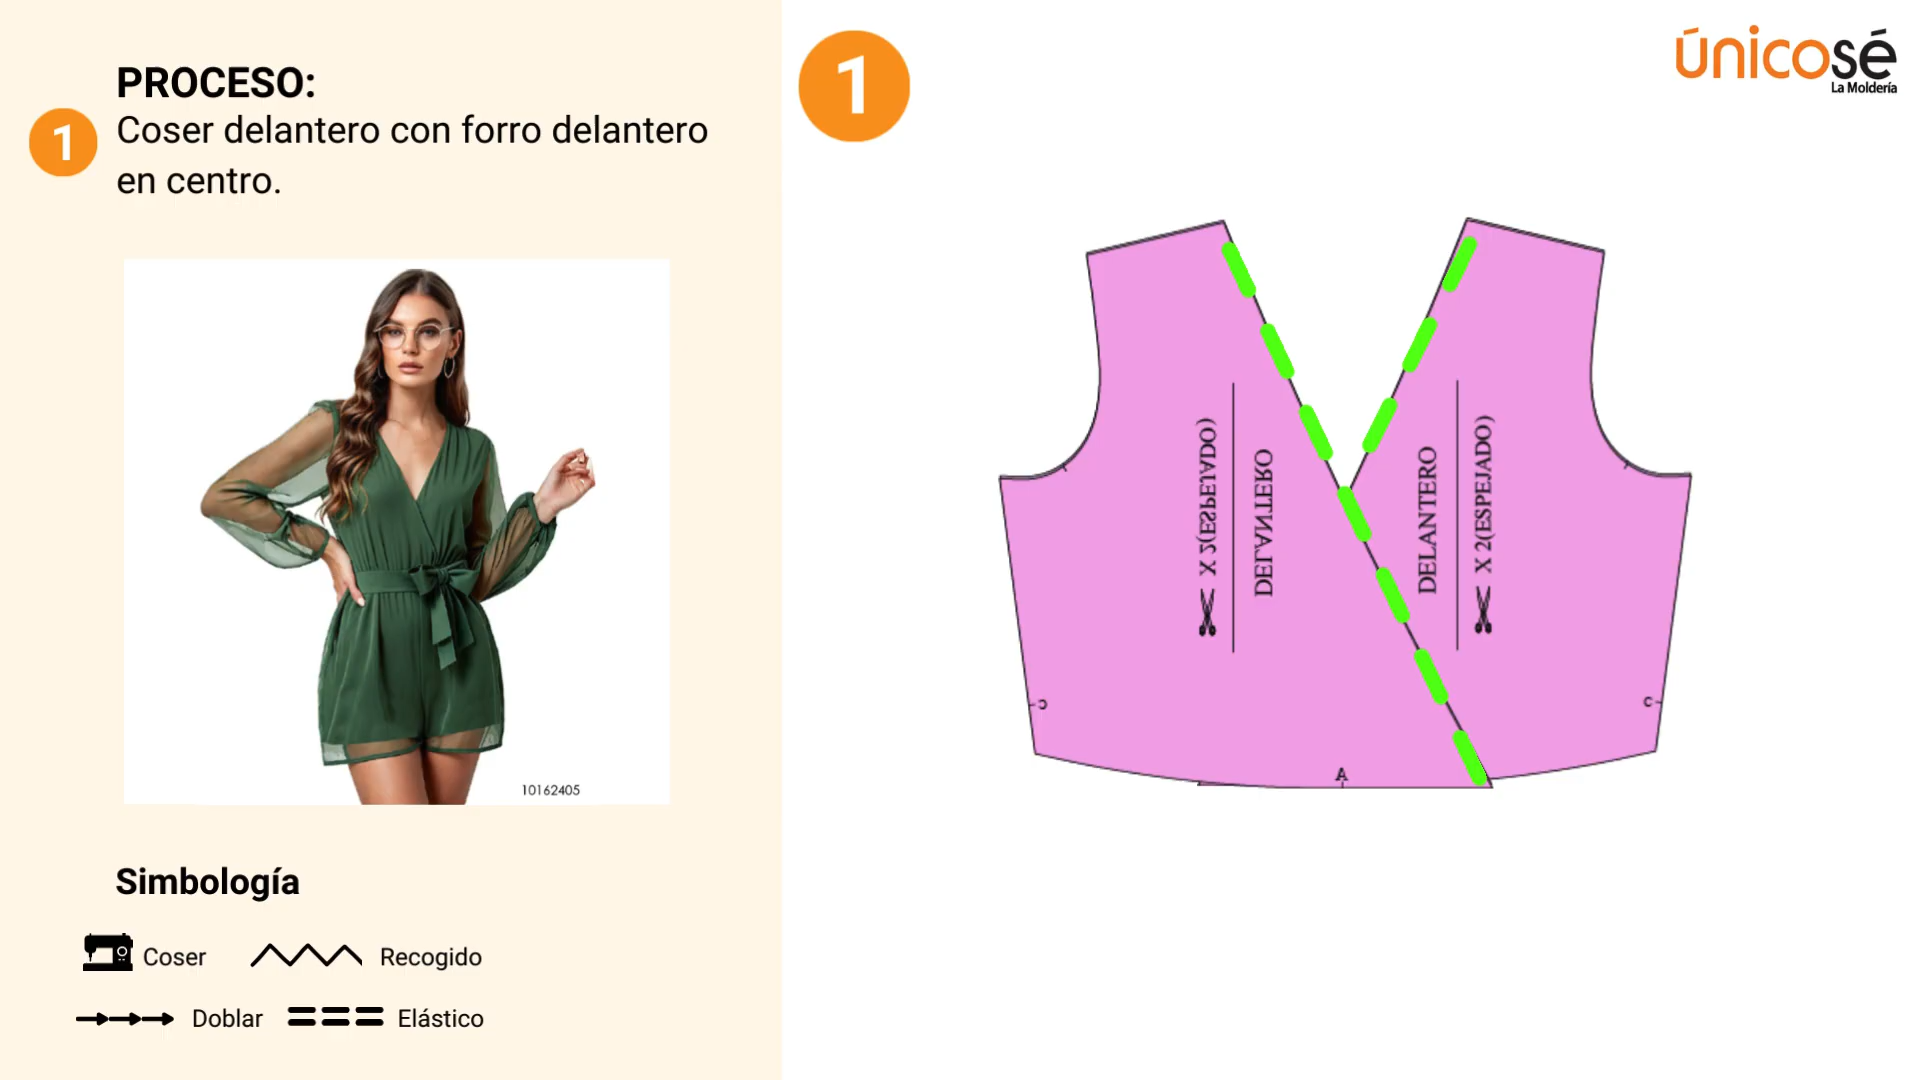 PROCESO:
1
Coser delantero con forro delantero
en centro.
10162405
Simbología
Coser
Recogido
Doblar
Elástico
1
únicosé
La Moldería
X 2(ESPEJADO)
DELANTERO
DELANTERO
X 2(ESPEJADO)
C
C
A